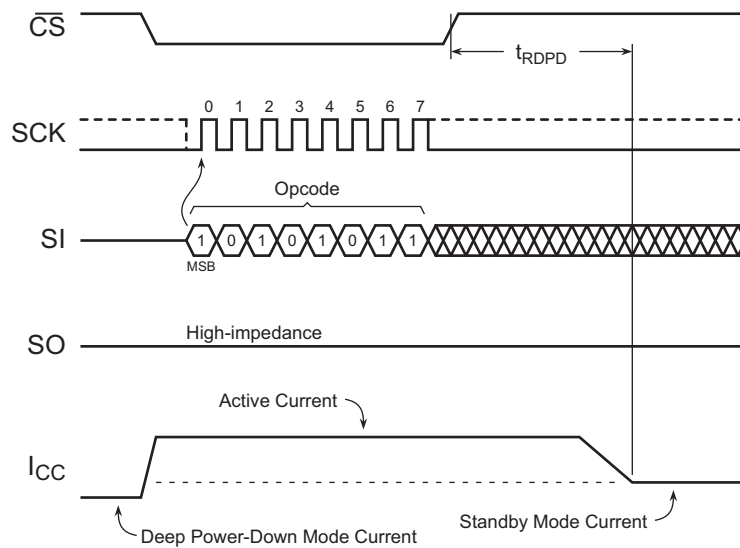 CS
tRDPD
0 1 2 3 4 5 6 7
SCK
Opcode
SI
1 0 1 0 1 0 1 1
MSB
High-impedance
SO
Active Current
ICC
Standby Mode Current
Deep Power-Down Mode Current